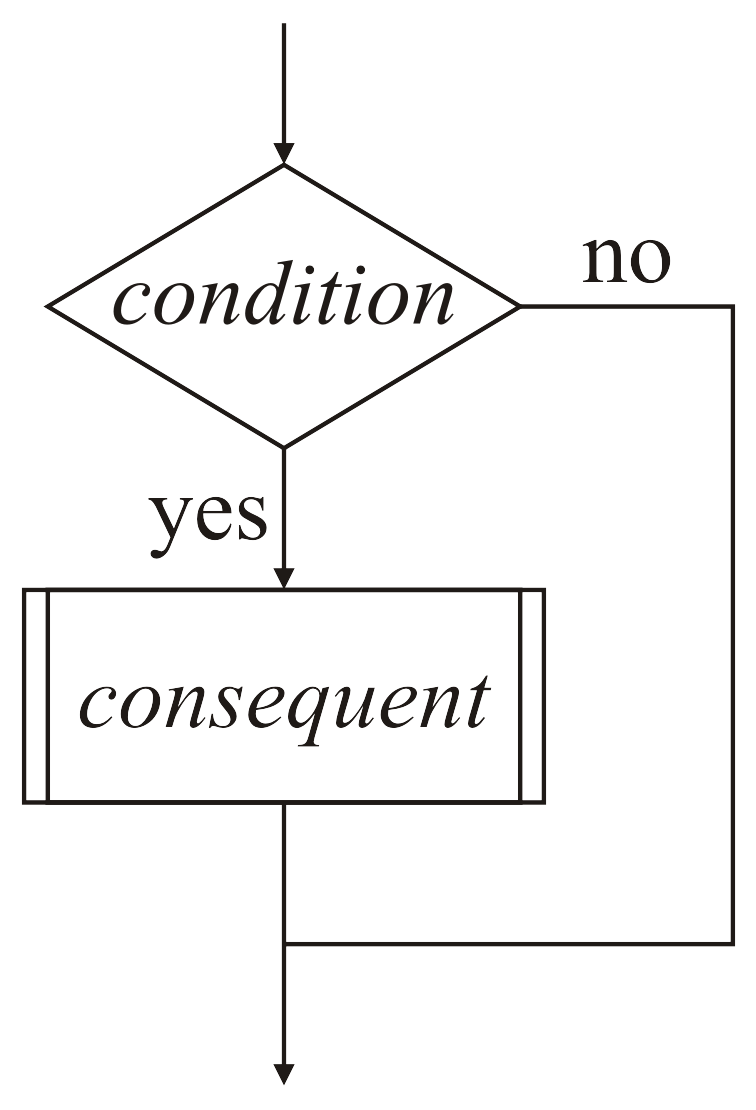 condition
no
yes
consequent